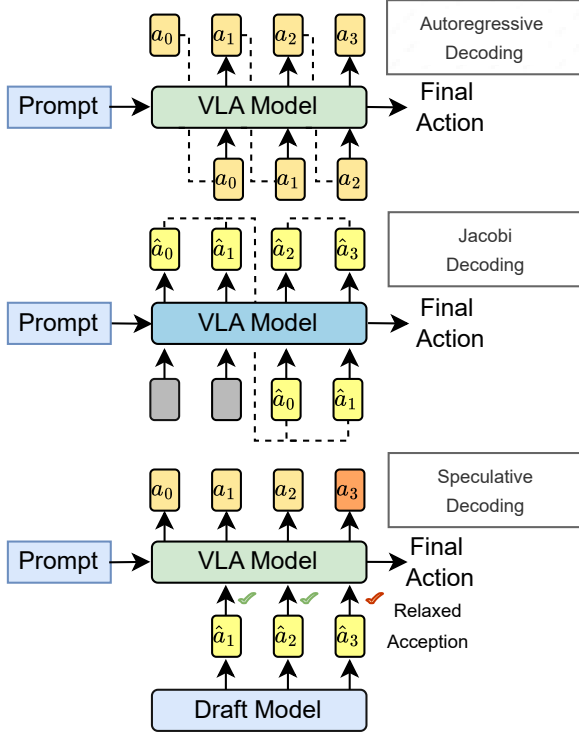 a₀ a₁ a₂ a₃
Autoregressive
Decoding
Prompt
VLA Model
Final
Action
a₀ a₁ a₂
â₀ â₁ â₂ â₃
Jacobi
Decoding
Prompt
VLA Model
Final
Action
â₀ â₁
a₀ a₁ a₂ a₃
Speculative
Decoding
Prompt
VLA Model
Final
Action
â₁ â₂ â₃
Relaxed
Acception
Draft Model